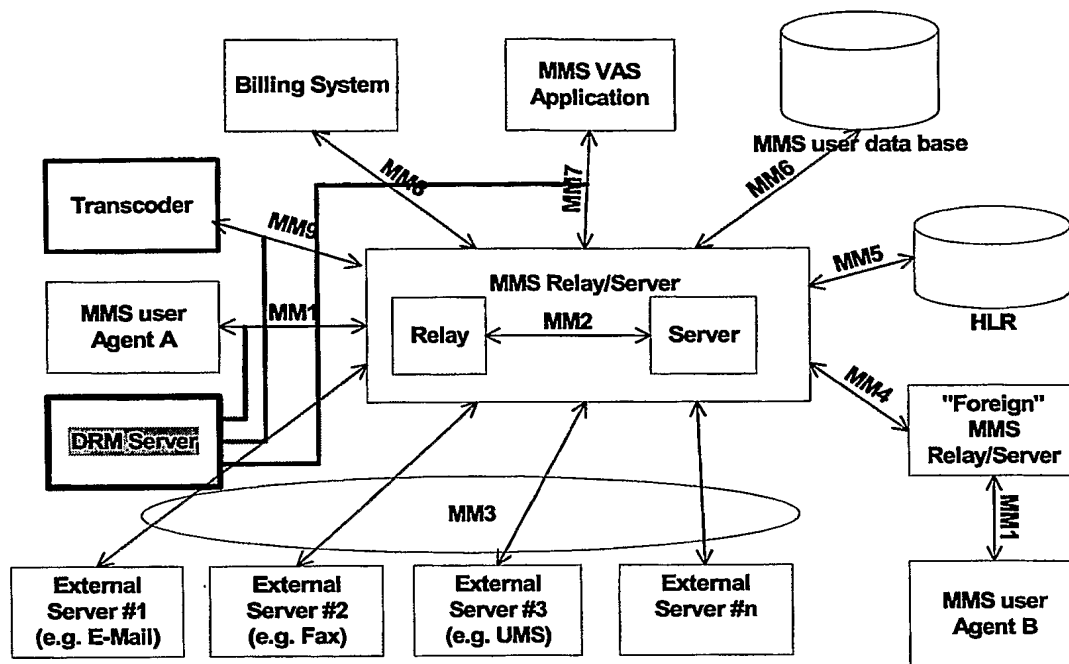 Billing System
MMS VAS
Application
MMS user data base
Transcoder
MM8
MM7
MM6
MM9
MM5
MMS Relay/Server
MMS user
Agent A
MM1
Relay
MM2
Server
HLR
MM4
DRM Server
"Foreign"
MMS
Relay/Server
MM3
MM1
External
Server #1
(e.g. E-Mail)
External
Server #2
(e.g. Fax)
External
Server #3
(e.g. UMS)
External
Server #n
MMS user
Agent B